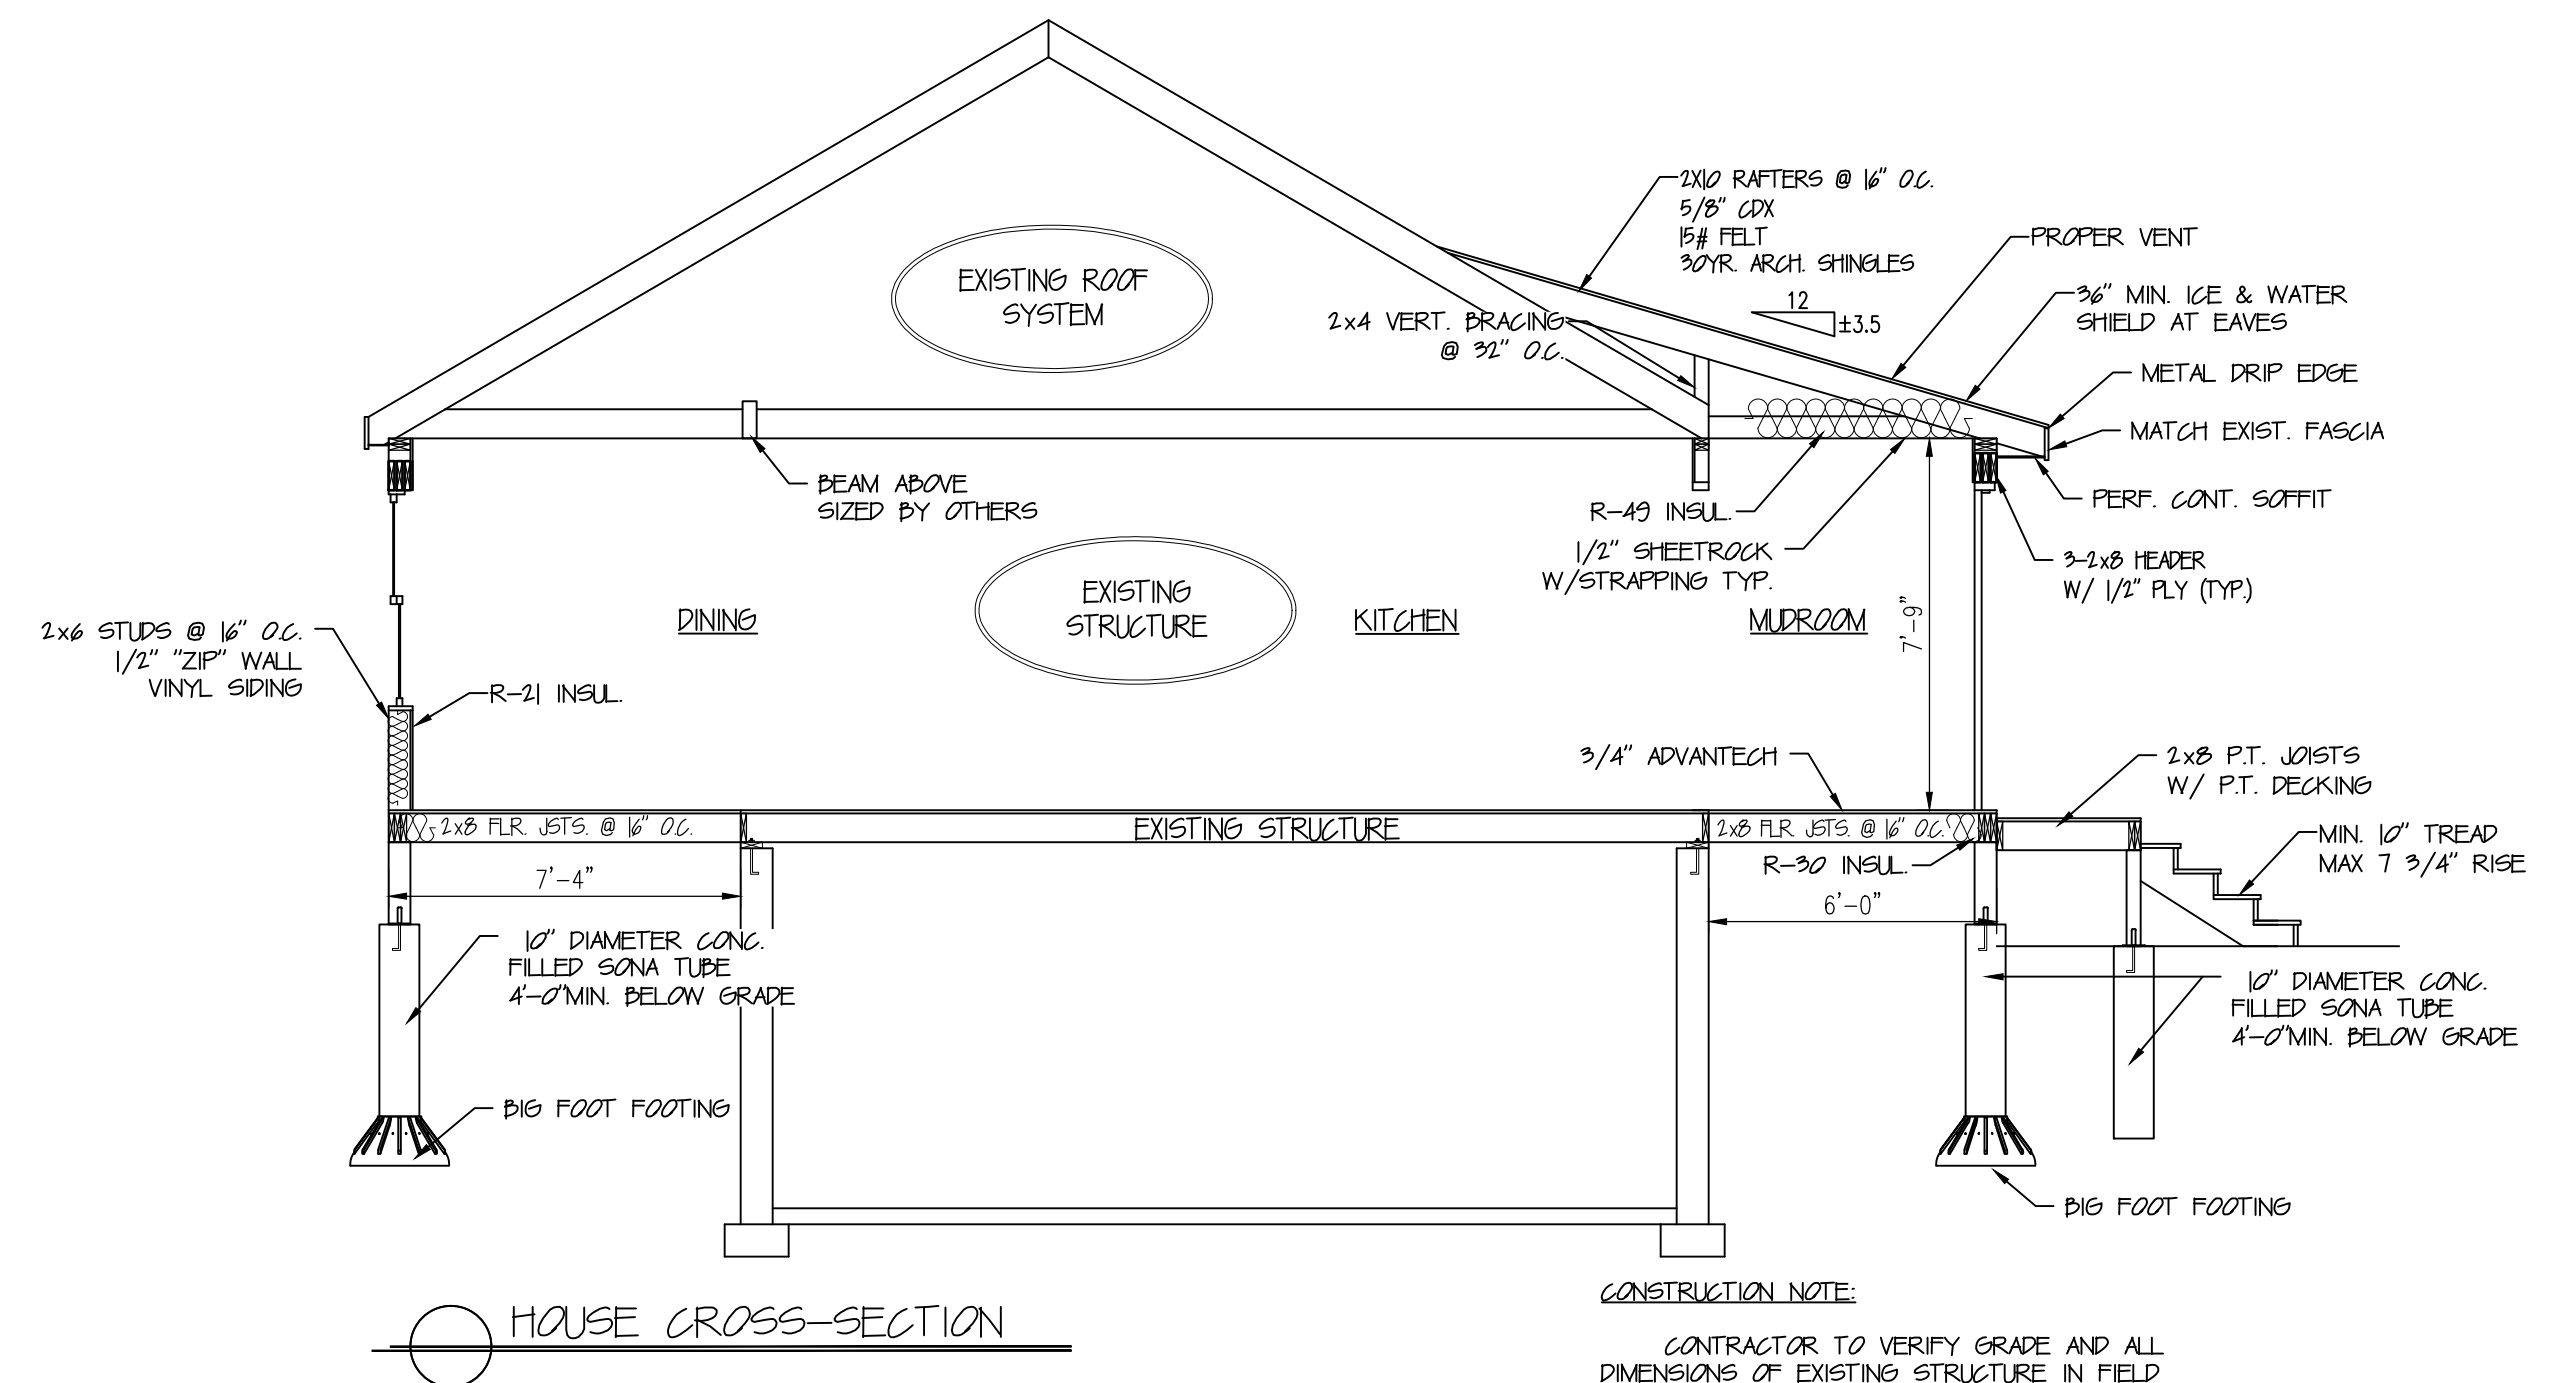 2X10 RAFTERS @ 16" O.C.
5/8" CDX
15# FELT
30YR. ARCH. SHINGLES
PROPER VENT
12
±3.5
36" MIN. ICE & WATER
SHIELD AT EAVES
EXISTING ROOF
SYSTEM
2x4 VERT. BRACING
@ 32" O.C.
METAL DRIP EDGE
MATCH EXIST. FASCIA
BEAM ABOVE
SIZED BY OTHERS
R-49 INSUL.
PERF. CONT. SOFFIT
1/2" SHEETROCK
W/STRAPPING TYP.
3-2x8 HEADER
W/ 1/2" PLY (TYP.)
EXISTING
STRUCTURE
DINING
KITCHEN
MUDROOM
7'-9"
2x6 STUDS @ 16" O.C.
1/2" "ZIP" WALL
VINYL SIDING
R-21 INSUL.
3/4" ADVANTECH
2x8 P.T. JOISTS
W/ P.T. DECKING
2x8 FLR. JSTS. @ 16" O.C.
EXISTING STRUCTURE
2x8 FLR. JSTS. @ 16" O.C.
MIN. 10" TREAD
MAX 7 3/4" RISE
R-30 INSUL.
7'-4"
6'-0"
10" DIAMETER CONC.
FILLED SONA TUBE
4'-0"MIN. BELOW GRADE
10" DIAMETER CONC.
FILLED SONA TUBE
4'-0"MIN. BELOW GRADE
BIG FOOT FOOTING
BIG FOOT FOOTING
HOUSE CROSS-SECTION
CONSTRUCTION NOTE:
CONTRACTOR TO VERIFY GRADE AND ALL
DIMENSIONS OF EXISTING STRUCTURE IN FIELD